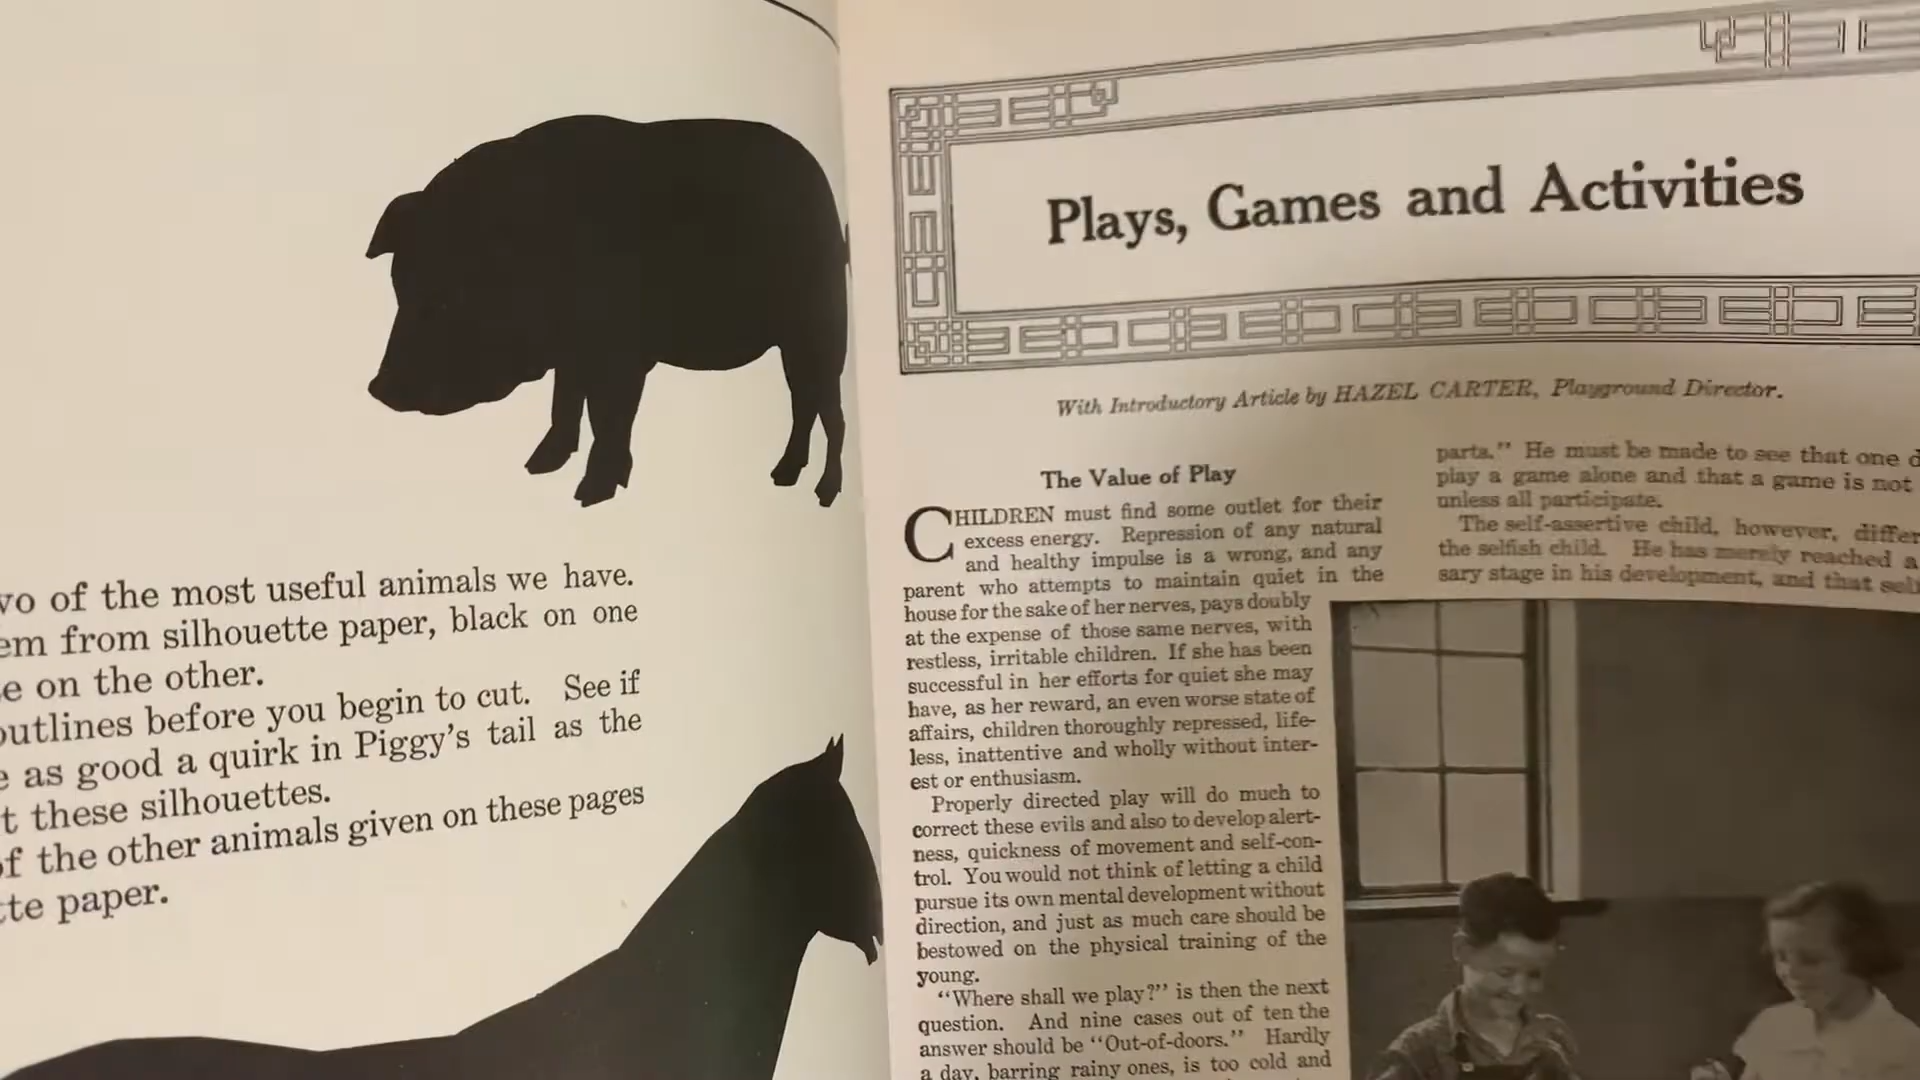 of the most useful animals we have.
from silhouette paper, black on one
on the other.
outlines before you begin to cut. See if
as good a quirk in Piggy's tail as the
these silhouettes.
of the other animals given on these pages
paper.
Plays, Games and Activities
With Introductory Article by HAZEL CARTER, Playground Director.
The Value of Play
CHILDREN must find some outlet for their
excess energy. Repression of any natural
and healthy impulse is a wrong, and any
parent who attempts to maintain quiet in the
house for the sake of her nerves, pays doubly
at the expense of those same nerves, with
restless, irritable children. If she has been
successful in her efforts for quiet she may
have, as her reward, an even worse state of
affairs, children thoroughly repressed, life-
less, inattentive and wholly without inter-
est or enthusiasm.
Properly directed play will do much to
correct these evils and also to develop alert-
ness, quickness of movement and self-con-
trol. You would not think of letting a child
pursue its own mental development without
direction, and just as much care should be
bestowed on the physical training of the
young.
"Where shall we play?" is then the next
question. And nine cases out of ten the
answer should be "Out-of-doors." Hardly
a day, barring rainy ones, is too cold and
parts." He must be made to see that one
play a game alone and that a game is not
unless all participate.
The self-assertive child, however, differ
the selfish child. He has merely reached a
sary stage in his development, and that